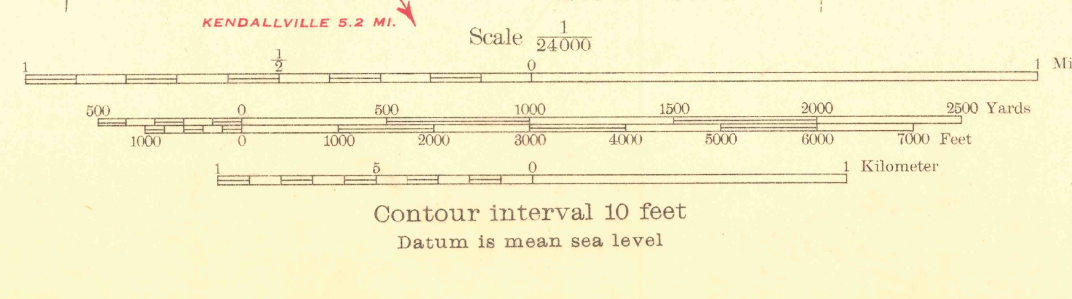 KENDALLVILLE 5.2 MI.
Scale 1/24000
1 1/2 0 1
500 0 500 1000 1500 2000 2500 Yards
1000 0 1000 2000 3000 4000 5000 6000 7000 Feet
1 5 0 1 Kilometer
Contour interval 10 feet
Datum is mean sea level